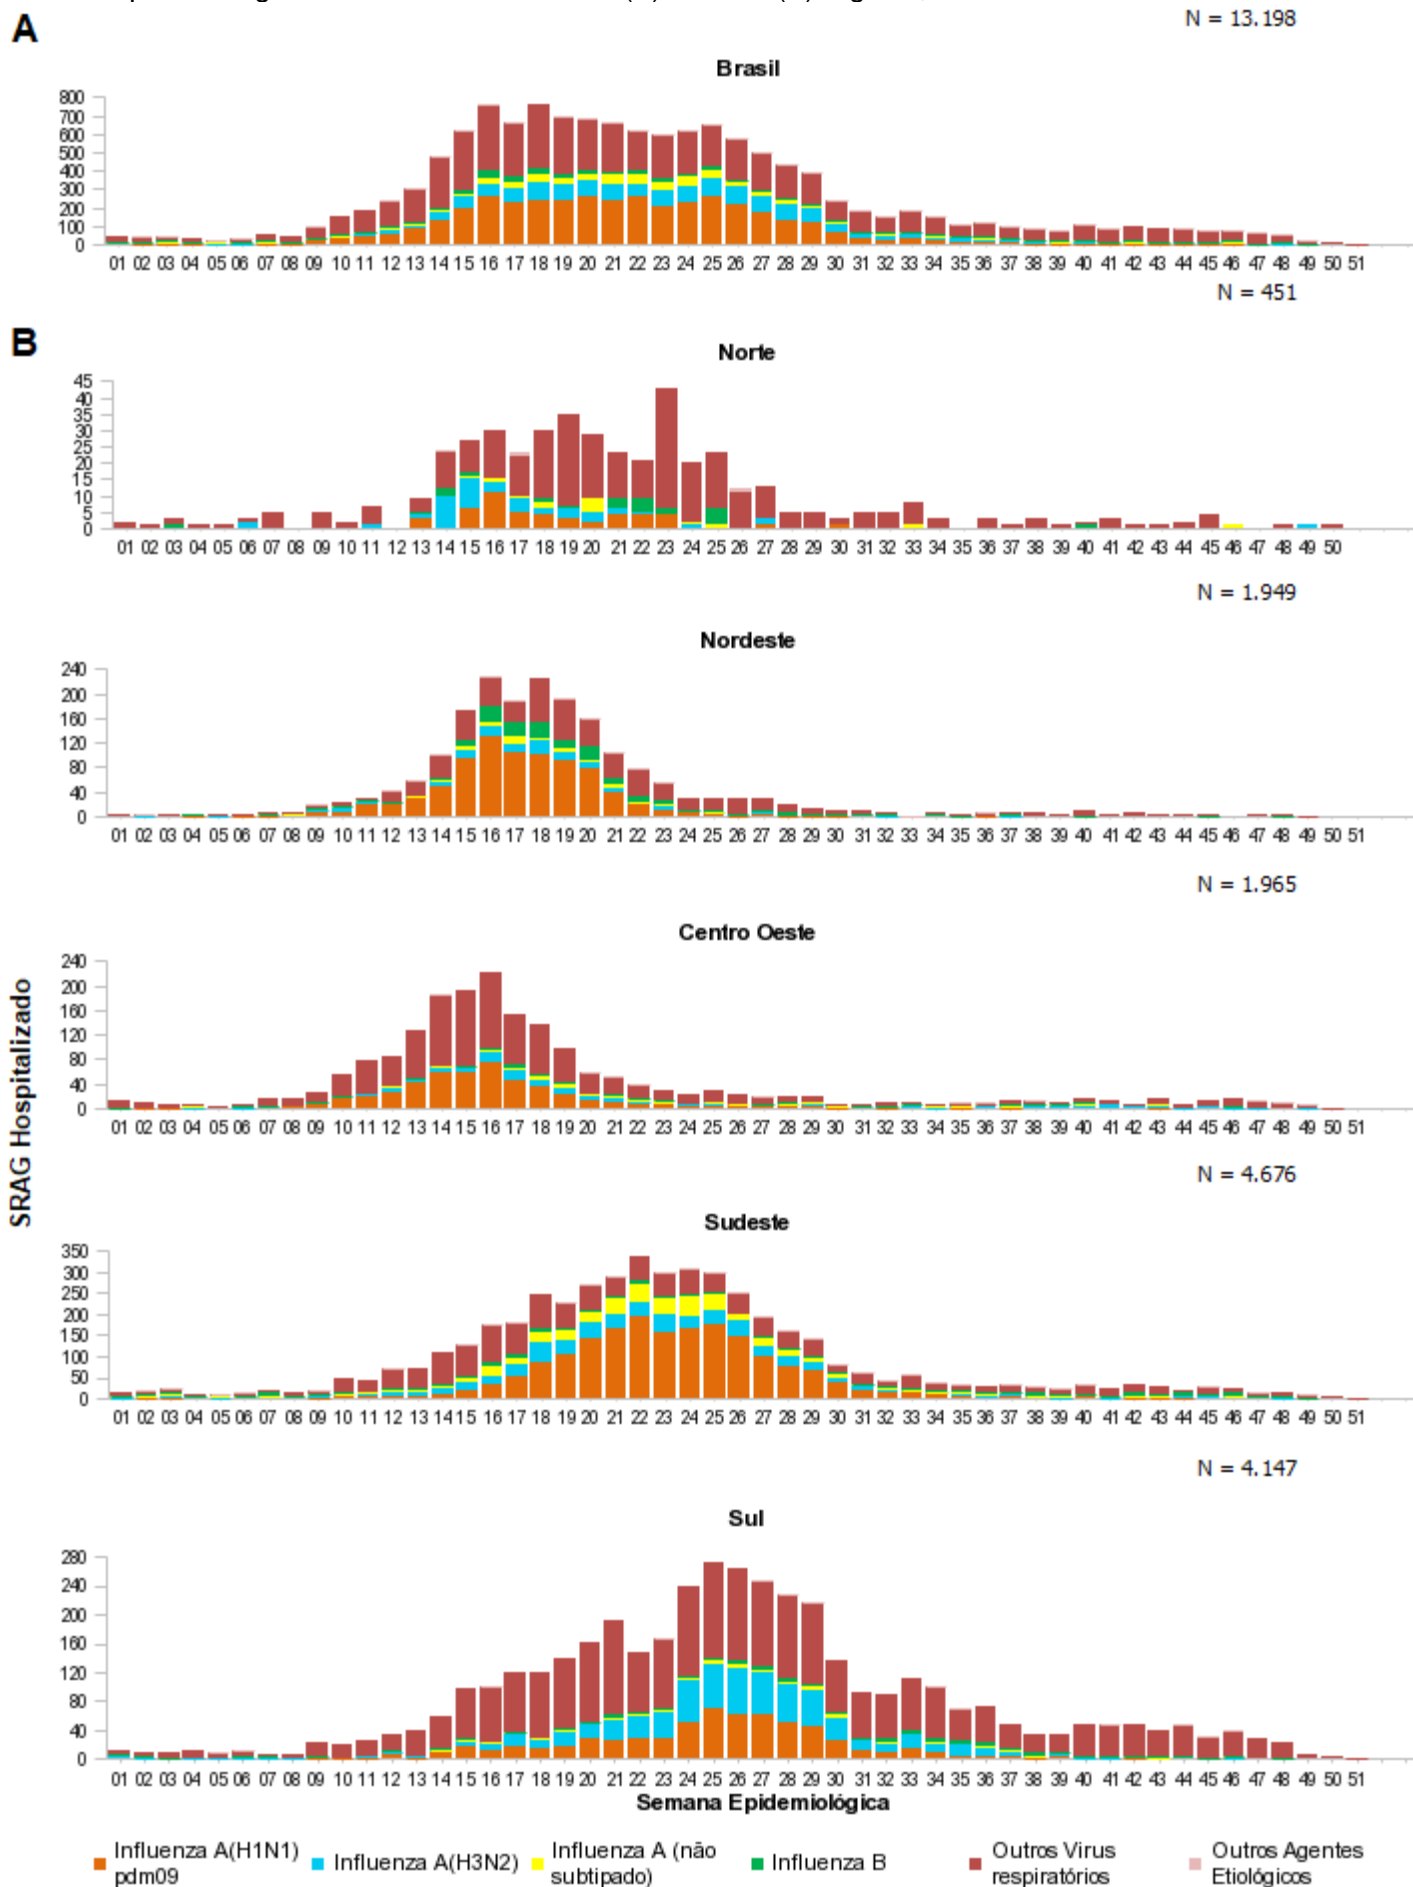 N = 13.198
A
Brasil
800
700
600
500
400
300
200
100
0
01 02 03 04 05 06 07 08 09 10 11 12 13 14 15 16 17 18 19 20 21 22 23 24 25 26 27 28 29 30 31 32 33 34 35 36 37 38 39 40 41 42 43 44 45 46 47 48 49 50 51
N = 451
B
Norte
45
40
35
30
25
20
15
10
5
0
01 02 03 04 05 06 07 08 09 10 11 12 13 14 15 16 17 18 19 20 21 22 23 24 25 26 27 28 29 30 31 32 33 34 35 36 37 38 39 40 41 42 43 44 45 46 47 48 49 50
N = 1.949
Nordeste
240
200
160
120
80
40
0
01 02 03 04 05 06 07 08 09 10 11 12 13 14 15 16 17 18 19 20 21 22 23 24 25 26 27 28 29 30 31 32 33 34 35 36 37 38 39 40 41 42 43 44 45 46 47 48 49 50 51
N = 1.965
Centro Oeste
240
200
160
120
80
40
0
01 02 03 04 05 06 07 08 09 10 11 12 13 14 15 16 17 18 19 20 21 22 23 24 25 26 27 28 29 30 31 32 33 34 35 36 37 38 39 40 41 42 43 44 45 46 47 48 49 50 51
SRAG Hospitalizado
N = 4.676
Sudeste
350
300
250
200
150
100
50
0
01 02 03 04 05 06 07 08 09 10 11 12 13 14 15 16 17 18 19 20 21 22 23 24 25 26 27 28 29 30 31 32 33 34 35 36 37 38 39 40 41 42 43 44 45 46 47 48 49 50 51
N = 4.147
Sul
280
240
200
160
120
80
40
0
01 02 03 04 05 06 07 08 09 10 11 12 13 14 15 16 17 18 19 20 21 22 23 24 25 26 27 28 29 30 31 32 33 34 35 36 37 38 39 40 41 42 43 44 45 46 47 48 49 50 51
Semana Epidemiológica
Influenza A(H1N1)
pdm09
Influenza A(H3N2)
Influenza A (não
subtipado)
Influenza B
Outros Virus
respiratórios
Outros Agentes
Etiológicos